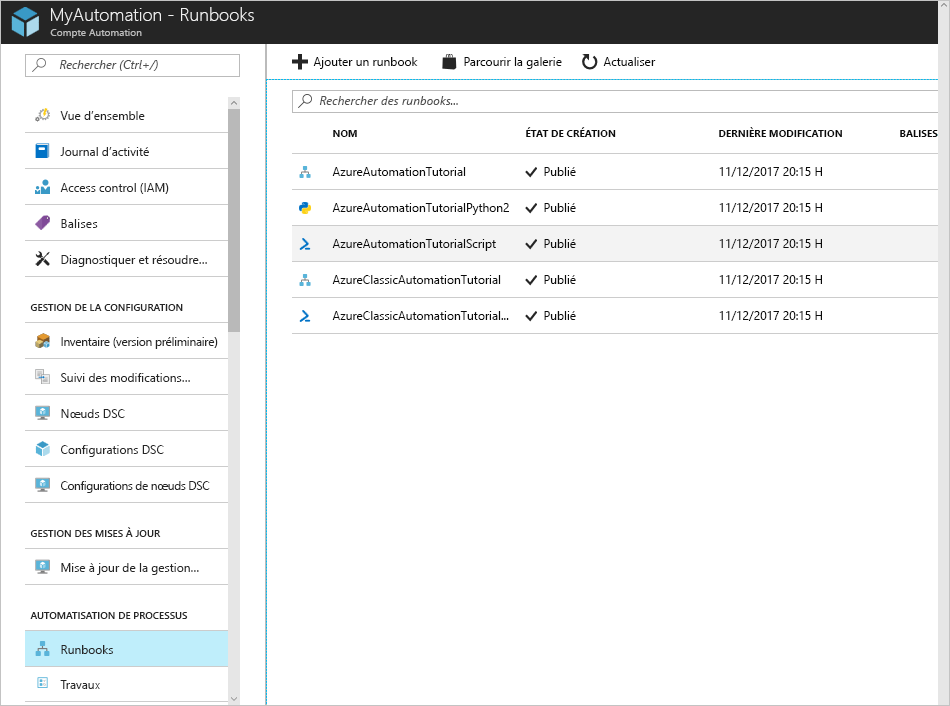 MyAutomation - Runbooks
Compte Automation
Rechercher (Ctrl+/)
Vue d'ensemble
Journal d'activité
Access control (IAM)
Balises
Diagnostiquer et résoudre...
GESTION DE LA CONFIGURATION
Inventaire (version préliminaire)
Suivi des modifications...
Nœuds DSC
Configurations DSC
Configurations de nœuds DSC
GESTION DES MISES À JOUR
Mise à jour de la gestion...
AUTOMATISATION DE PROCESSUS
Runbooks
Travaux
Ajouter un runbook Parcourir la galerie Actualiser
Rechercher des runbooks...
NOM ÉTAT DE CRÉATION DERNIÈRE MODIFICATION BALISES
AzureAutomationTutorial Publié 11/12/2017 20:15 H
AzureAutomationTutorialPython2 Publié 11/12/2017 20:15 H
AzureAutomationTutorialScript Publié 11/12/2017 20:15 H
AzureClassicAutomationTutorial Publié 11/12/2017 20:15 H
AzureClassicAutomationTutorial... Publié 11/12/2017 20:15 H